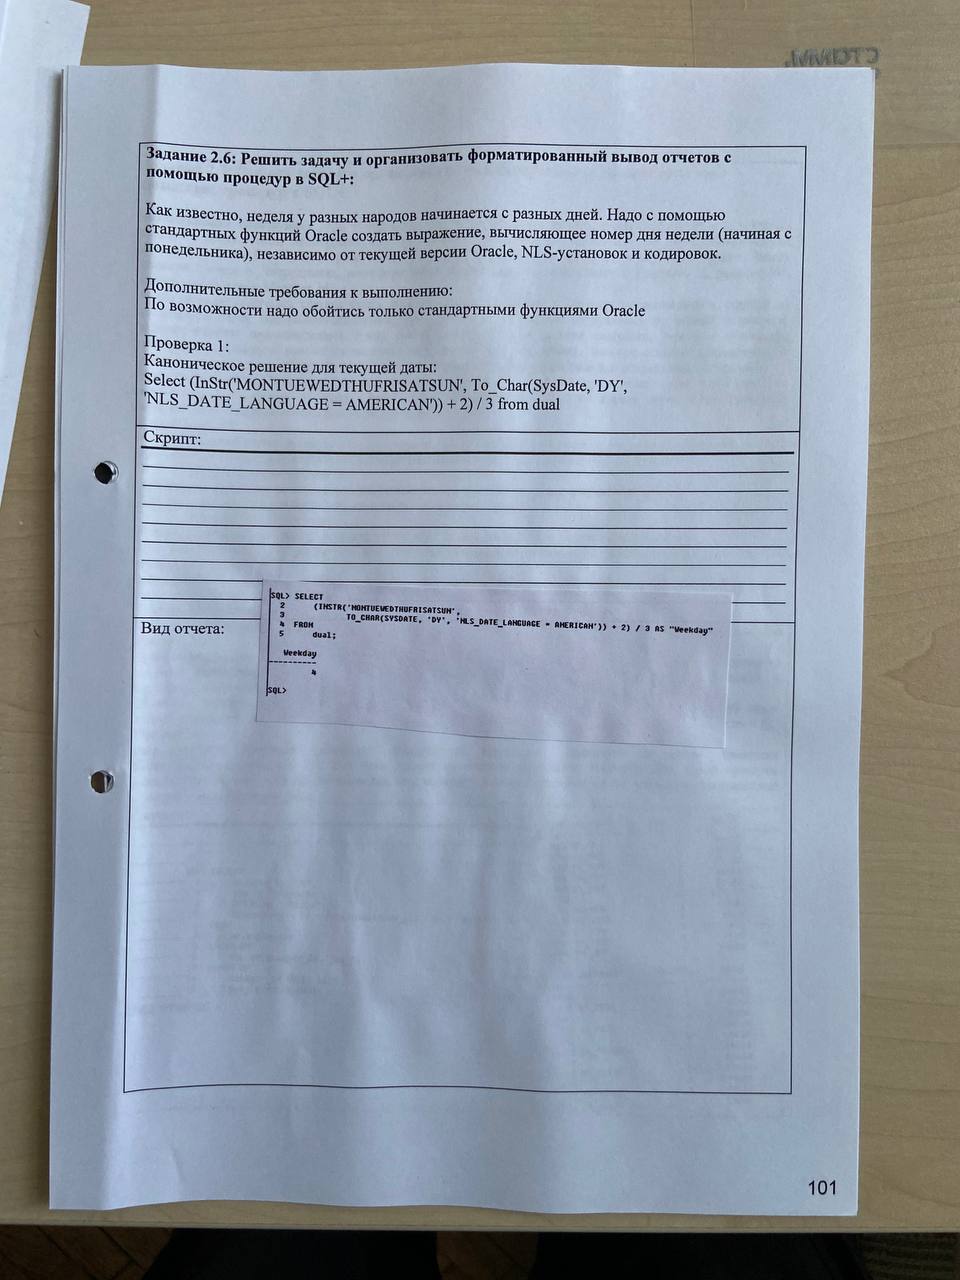 стамм.
Задание 2.6: Решить задачу и организовать форматированный вывод отчетов с
помощью процедур в SQL+:
Как известно, неделя у разных народов начинается с разных дней. Надо с помощью
стандартных функций Oracle создать выражение, вычисляющее номер дня недели (начиная с
понедельника), независимо от текущей версии Oracle, NLS-установок и кодировок.
Дополнительные требования к выполнению:
По возможности надо обойтись только стандартными функциями Oracle
Проверка 1:
Каноническое решение для текущей даты:
Select (InStr('MONTUEWEDTHUFRISATSUN', To_Char(SysDate, 'DY',
'NLS_DATE_LANGUAGE = AMERICAN')) + 2) / 3 from dual
Скрипт:
SQL> SELECT
2 (INSTR('MONTUEWEDTHUFRISATSUN',
3 TO_CHAR(SYSDATE, 'DY', 'NLS_DATE_LANGUAGE = AMERICAN')) + 2) / 3 AS "Weekday"
4 FROM
5 dual;
Вид отчета:
Weekday
----------
4
SQL>
101